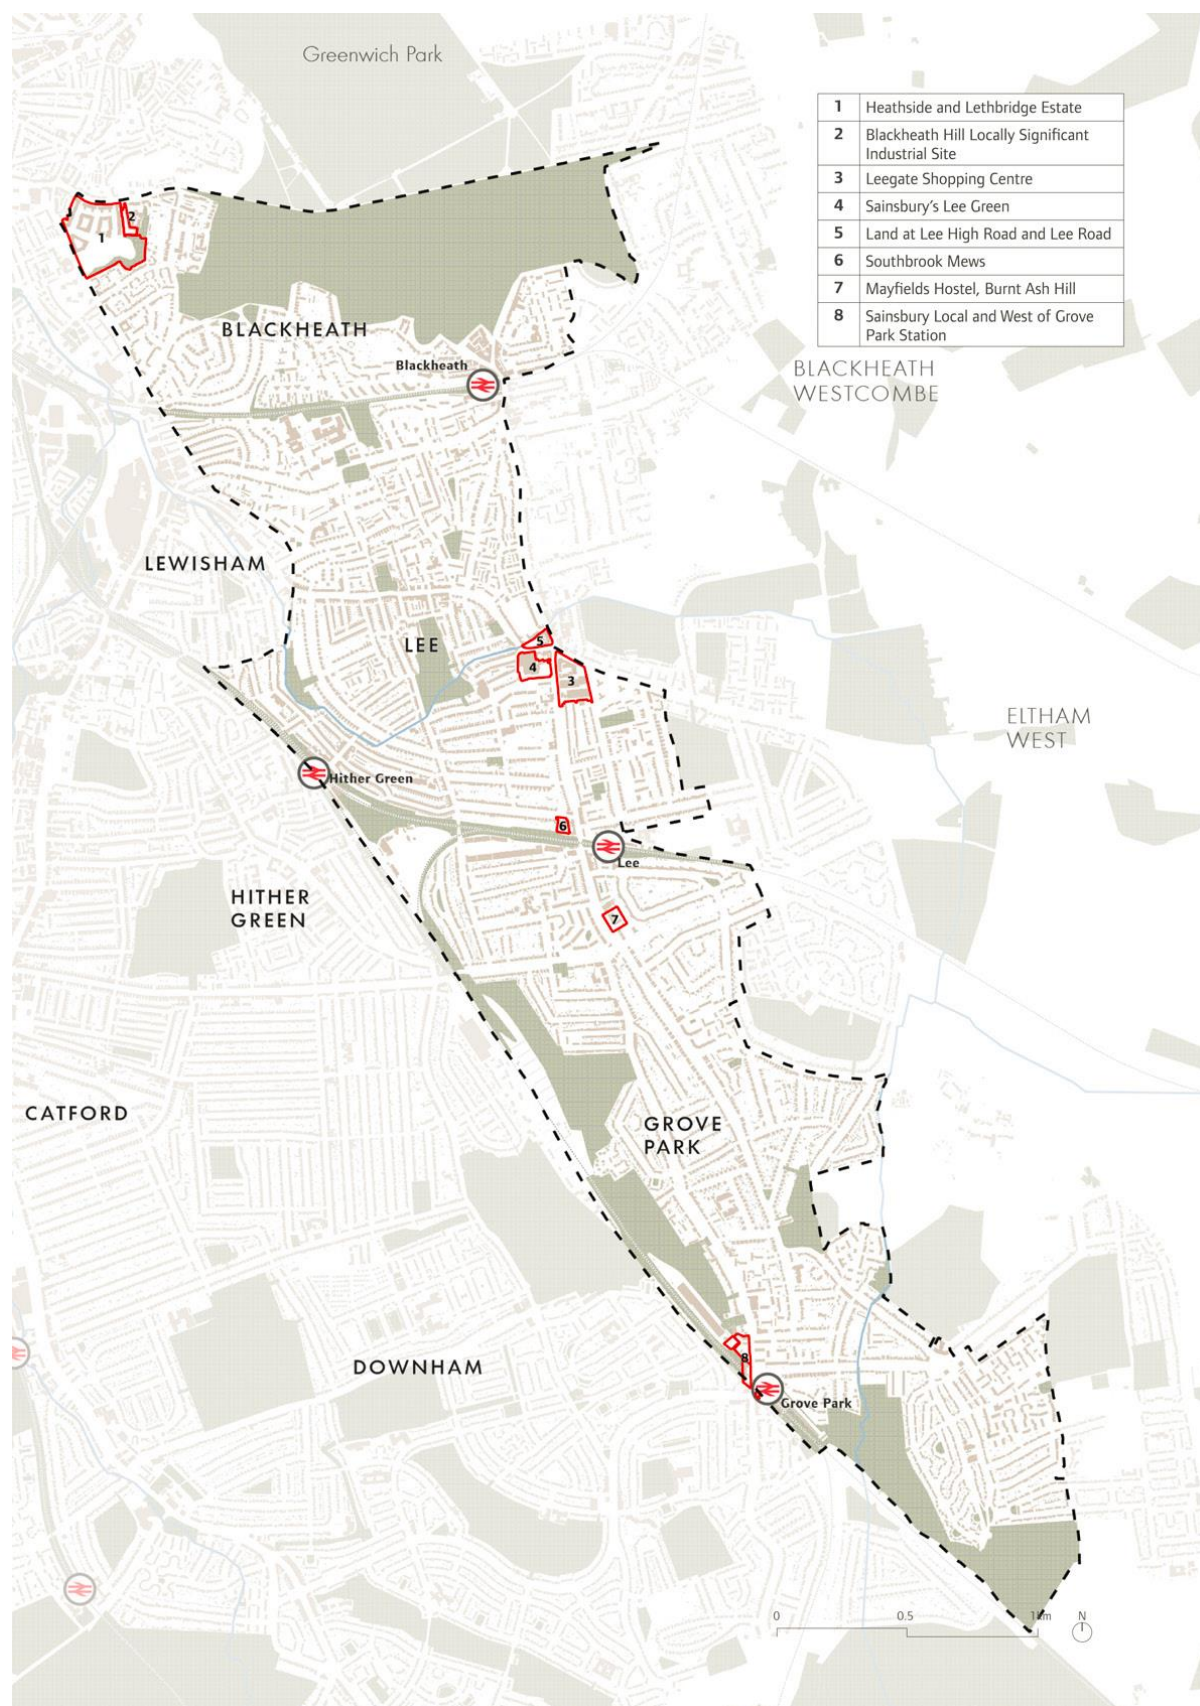 Greenwich Park
1 Heathside and Lethbridge Estate
2 Blackheath Hill Locally Significant
Industrial Site
3 Leegate Shopping Centre
4 Sainsbury's Lee Green
5 Land at Lee High Road and Lee Road
6 Southbrook Mews
7 Mayfields Hostel, Burnt Ash Hill
8 Sainsbury Local and West of Grove
Park Station
2
1
BLACKHEATH
Blackheath
BLACKHEATH
WESTCOMBE
LEWISHAM
LEE
5
4
3
ELTHAM
WEST
Hither Green
6
Lee
HITHER
GREEN
7
CATFORD
GROVE
PARK
8
DOWNHAM
Grove Park
0 0.5 1km N